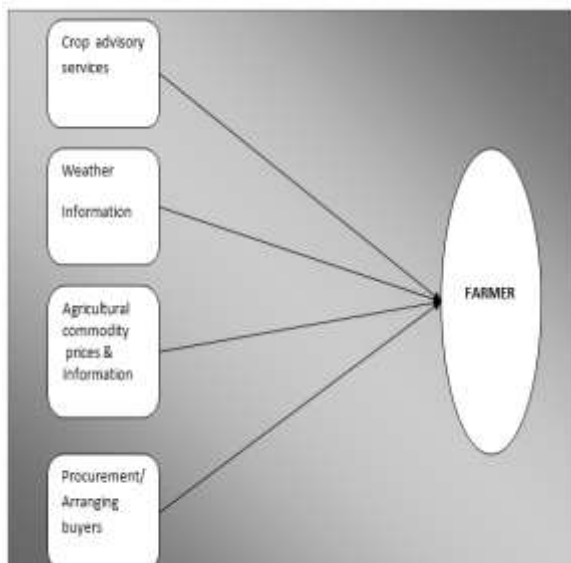 Crop advisory
services
Weather
Information
Agricultural
commodity
prices &
Information
FARMER
Procurement/
Arranging
buyers